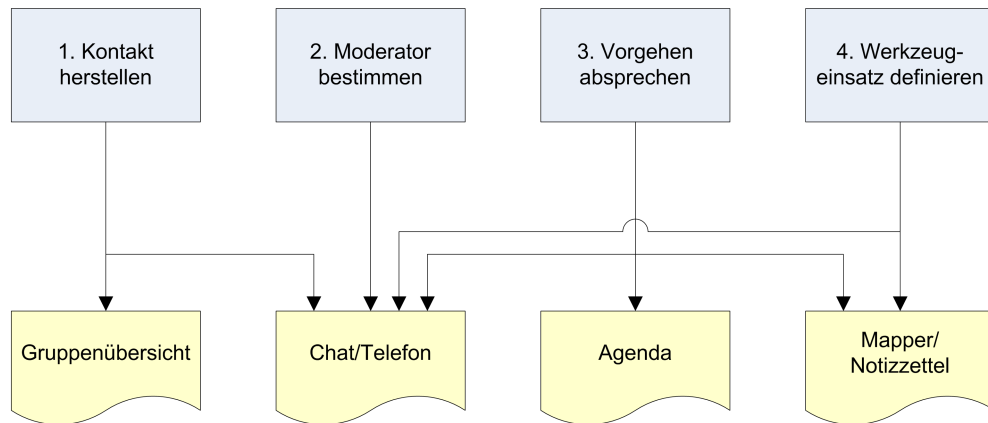 1. Kontakt
herstellen
2. Moderator
bestimmen
3. Vorgehen
absprechen
4. Werkzeug-
einsatz definieren
Gruppenübersicht
Chat/Telefon
Agenda
Mapper/
Notizzettel